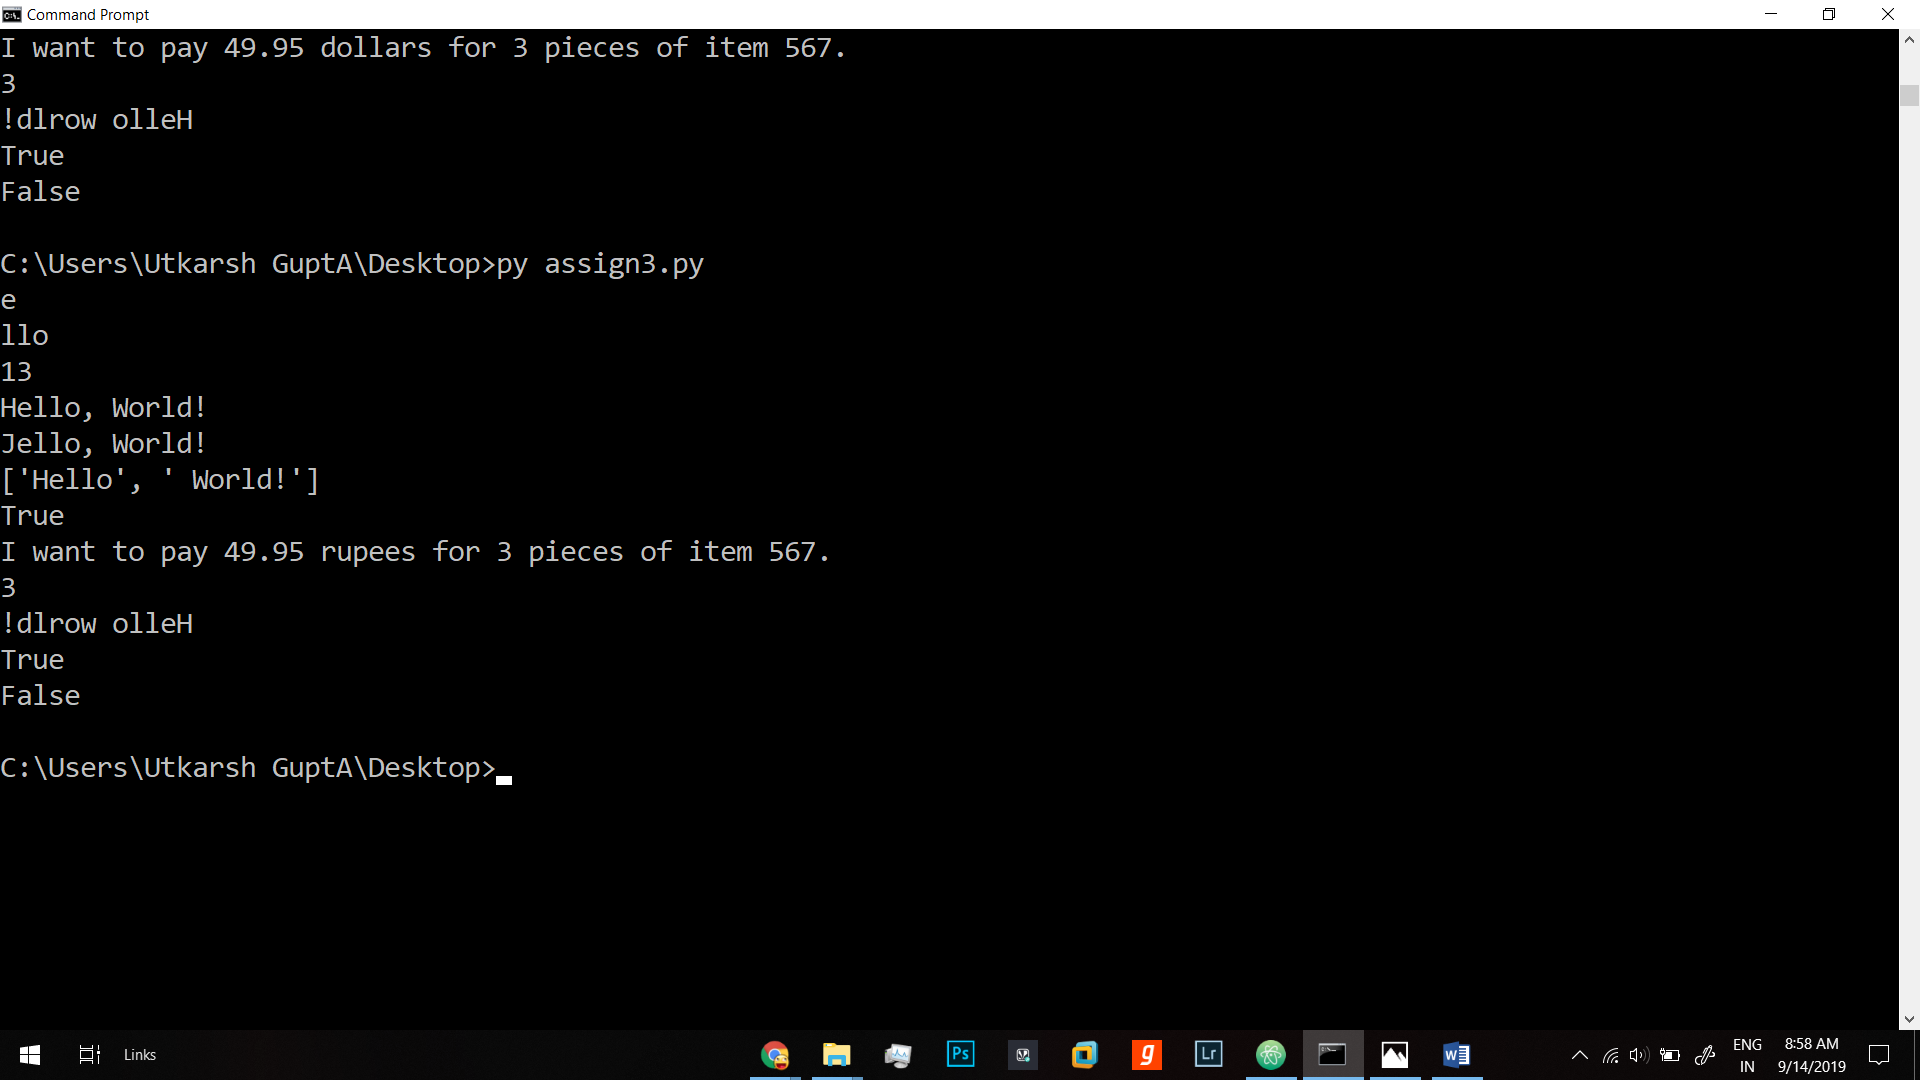 Command Prompt
I want to pay 49.95 dollars for 3 pieces of item 567.
3
!dlrow olleH
True
False
C:\Users\Utkarsh GuptA\Desktop>py assign3.py
e
llo
13
Hello, World!
Jello, World!
['Hello', ' World!']
True
I want to pay 49.95 rupees for 3 pieces of item 567.
3
!dlrow olleH
True
False
C:\Users\Utkarsh GuptA\Desktop>
Links
Ps
g
Lr
W
ENG
IN
8:58 AM
9/14/2019